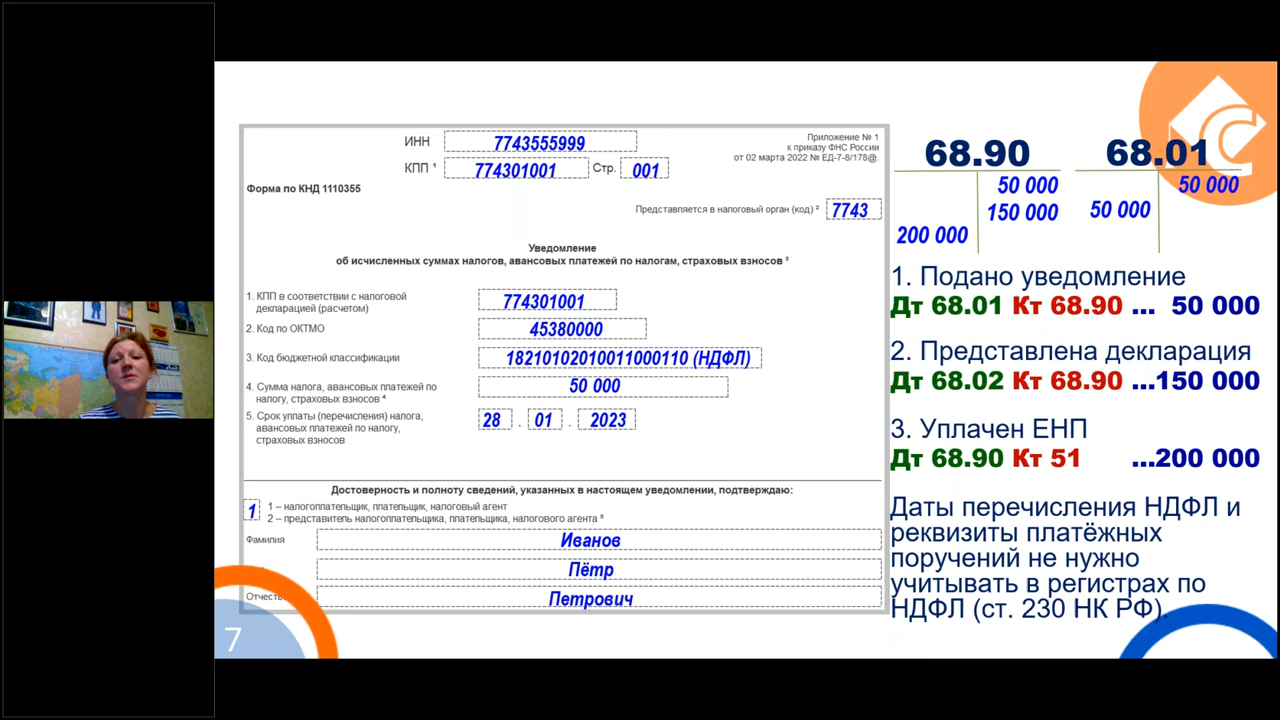 ИНН 7743555999
КПП ¹ 774301001 Стр. 001
Приложение № 1
к приказу ФНС России
от 02 марта 2022 № ЕД-7-8/178@
Форма по КНД 1110355
Представляется в налоговый орган (код) ² 7743
Уведомление
об исчисленных суммах налогов, авансовых платежей по налогам, страховых взносов ³
1. КПП в соответствии с налоговой
декларацией (расчетом)
774301001
2. Код по ОКТМО 45380000
3. Код бюджетной классификации 18210102010011000110 (НДФЛ)
4. Сумма налога, авансовых платежей по
налогу, страховых взносов ⁴
50 000
5. Срок уплаты (перечисления) налога,
авансовых платежей по налогу,
страховых взносов
28 . 01 . 2023
Достоверность и полноту сведений, указанных в настоящем уведомлении, подтверждаю:
1
1 – налогоплательщик, плательщик, налоговый агент
2 – представитель налогоплательщика, плательщика, налогового агента ⁵
Фамилия Иванов
Пётр
Отчест Петрович
7
68.90 68.01
50 000 50 000
150 000 50 000
200 000
1. Подано уведомление
Дт 68.01 Кт 68.90 ... 50 000
2. Представлена декларация
Дт 68.02 Кт 68.90 ...150 000
3. Уплачен ЕНП
Дт 68.90 Кт 51 ...200 000
Даты перечисления НДФЛ и
реквизиты платёжных
поручений не нужно
учитывать в регистрах по
НДФЛ (ст. 230 НК РФ).